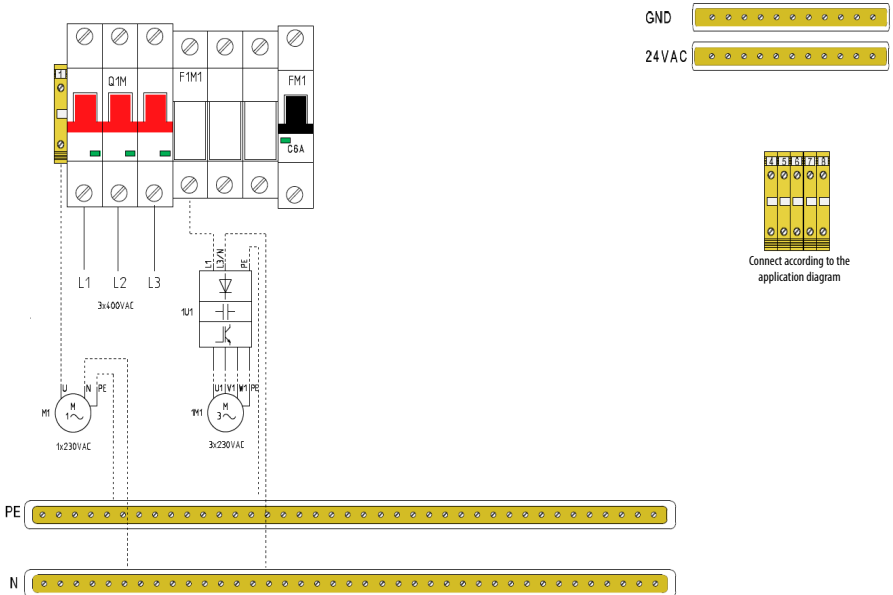 GND
24VAC
1
Q1M
F1M1
FM1
C6A
4 5 6 7 8
Connect according to the
application diagram
L1 L2 L3
3x400VAC
L1 L3/N PE
1U1
U N PE
M1
M
1~
1x230VAC
U1 V1 W1 PE
1M1
M
3~
3x230VAC
PE
N